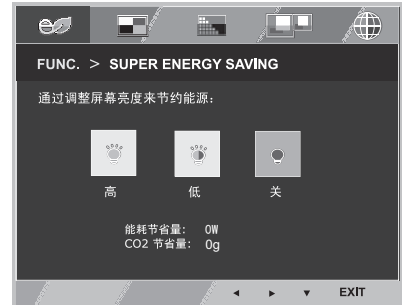 FUNC. > SUPER ENERGY SAVING
通过调整屏幕亮度来节约能源：
高 低 关
能耗节省量： 0W
CO2 节省量： 0g
EXIT